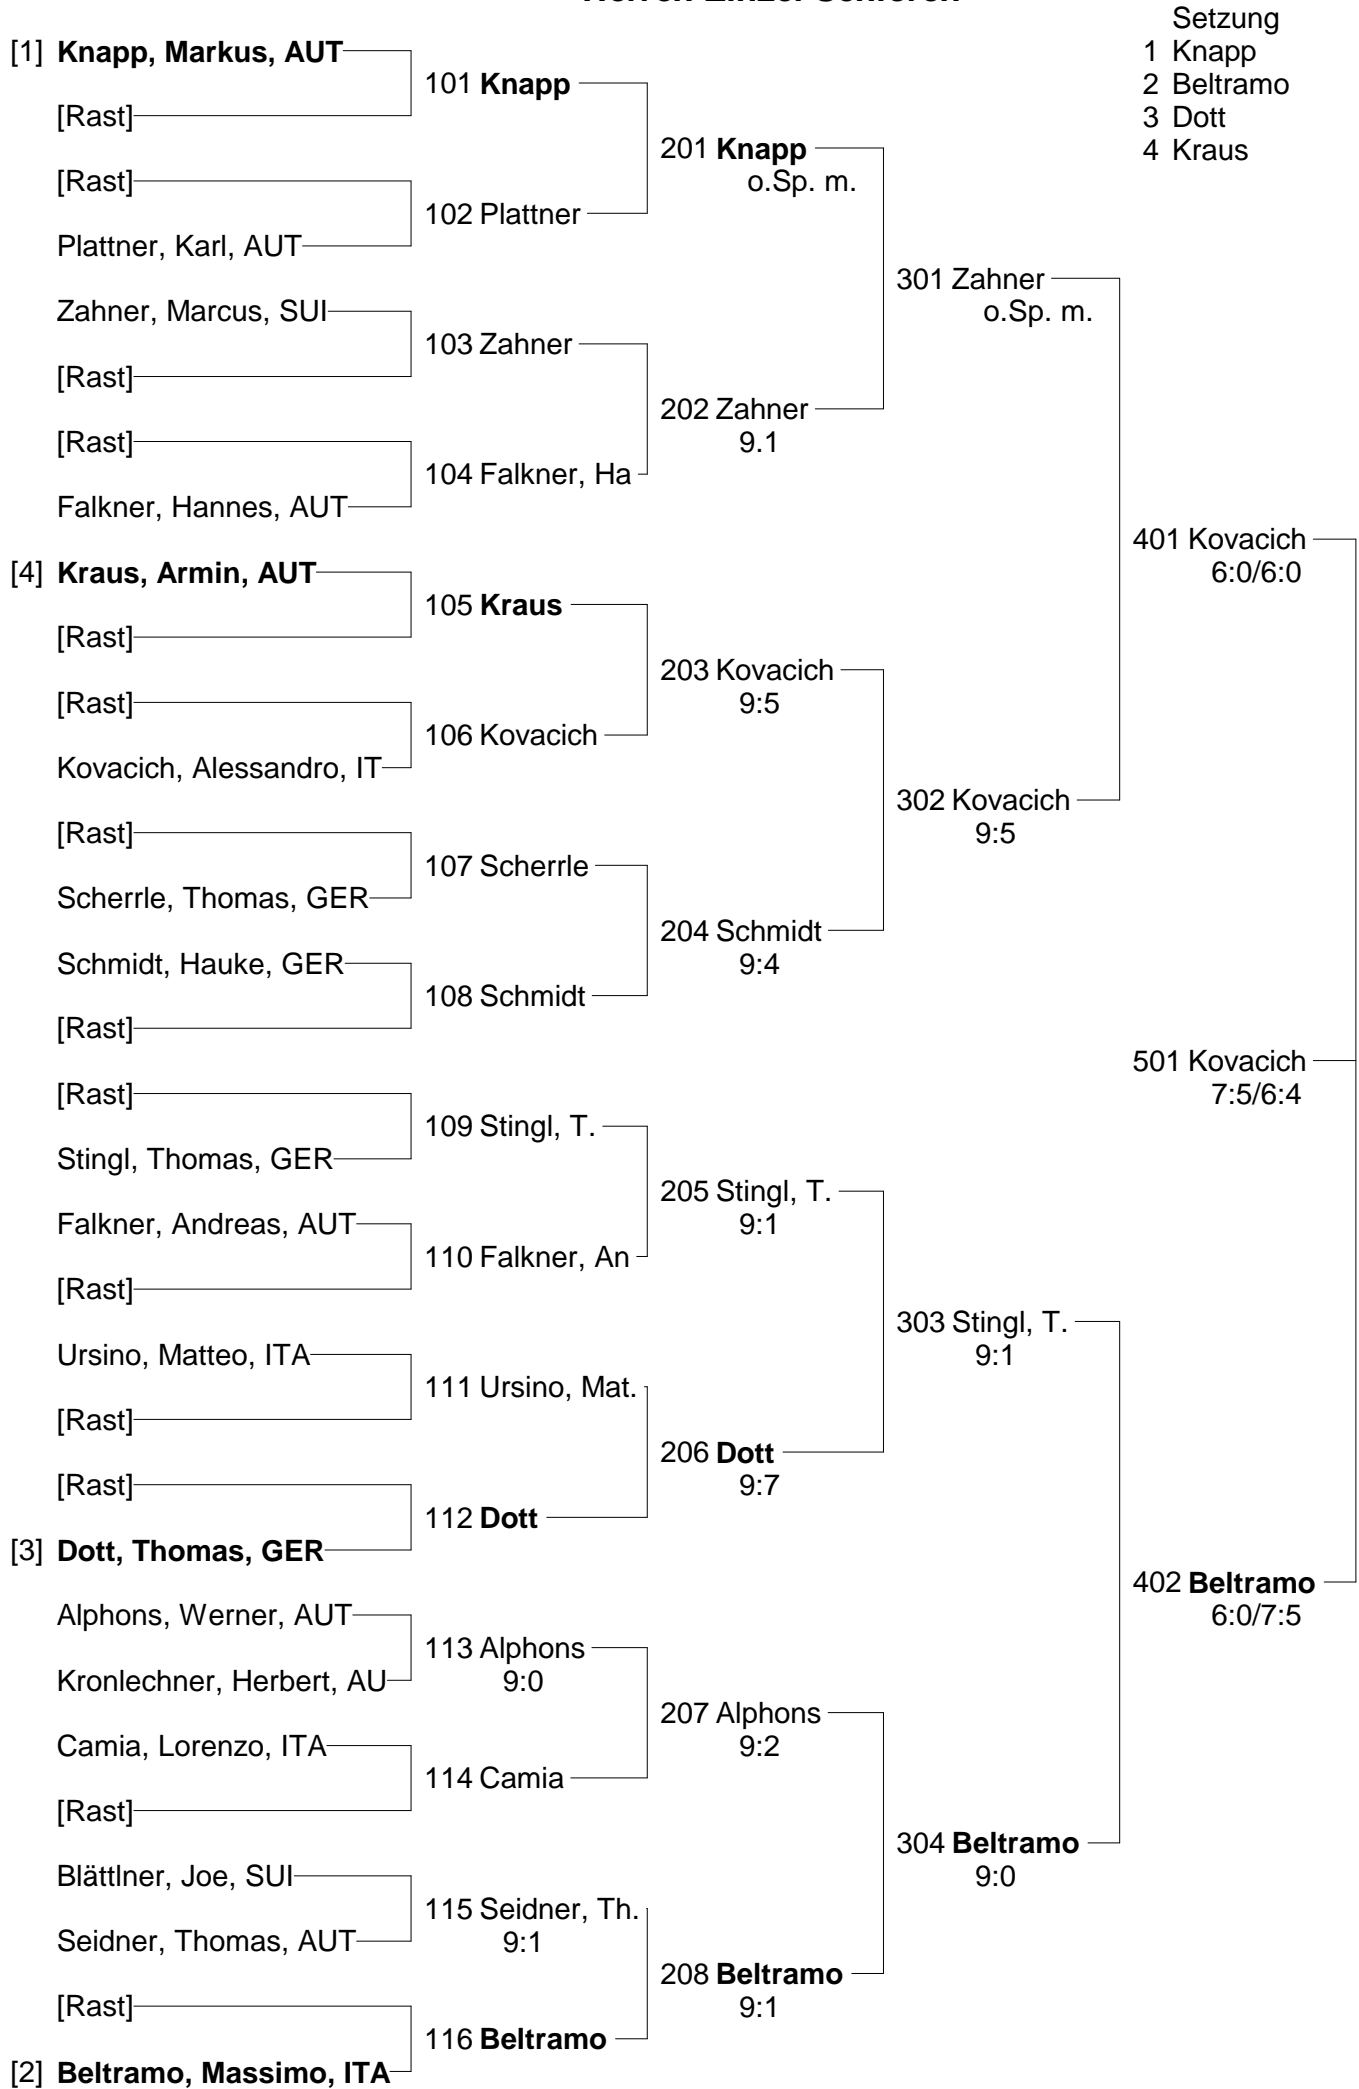 Setzung
1 Knapp
2 Beltramo
3 Dott
4 Kraus
[1] Knapp, Markus, AUT
[Rast]
[Rast]
Plattner, Karl, AUT
Zahner, Marcus, SUI
[Rast]
[Rast]
Falkner, Hannes, AUT
[4] Kraus, Armin, AUT
[Rast]
[Rast]
Kovacich, Alessandro, IT
[Rast]
Scherrle, Thomas, GER
Schmidt, Hauke, GER
[Rast]
[Rast]
Stingl, Thomas, GER
Falkner, Andreas, AUT
[Rast]
Ursino, Matteo, ITA
[Rast]
[Rast]
[3] Dott, Thomas, GER
Alphons, Werner, AUT
Kronlechner, Herbert, AU
Camia, Lorenzo, ITA
[Rast]
Blättlner, Joe, SUI
Seidner, Thomas, AUT
[Rast]
[2] Beltramo, Massimo, ITA
101 Knapp
102 Plattner
103 Zahner
104 Falkner, Ha
105 Kraus
106 Kovacich
107 Scherrle
108 Schmidt
109 Stingl, T.
110 Falkner, An
111 Ursino, Mat.
112 Dott
113 Alphons
9:0
114 Camia
115 Seidner, Th.
9:1
116 Beltramo
201 Knapp
o.Sp. m.
202 Zahner
9.1
203 Kovacich
9:5
204 Schmidt
9:4
205 Stingl, T.
9:1
206 Dott
9:7
207 Alphons
9:2
208 Beltramo
9:1
301 Zahner
o.Sp. m.
302 Kovacich
9:5
303 Stingl, T.
9:1
304 Beltramo
9:0
401 Kovacich
6:0/6:0
501 Kovacich
7:5/6:4
402 Beltramo
6:0/7:5